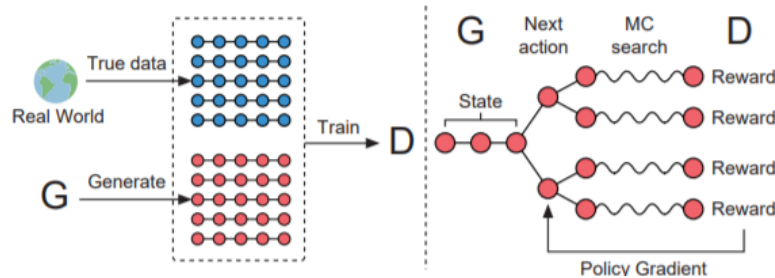 True data
Real World
G
Generate
Train
D
G
Next
action
MC
search
D
State
Reward
Reward
Reward
Reward
Policy Gradient